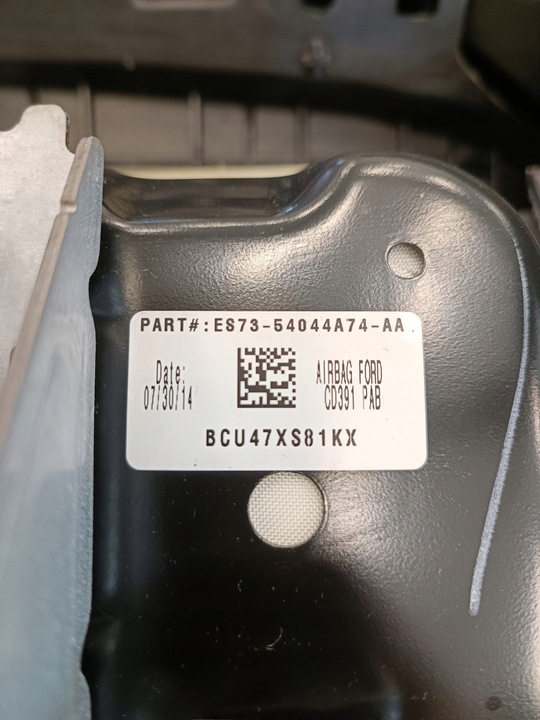 PART#:ES73-54044A74-AA
Date:
07/30/14
AIRBAG FORD
CD391 PAB
BCU47XS81KX